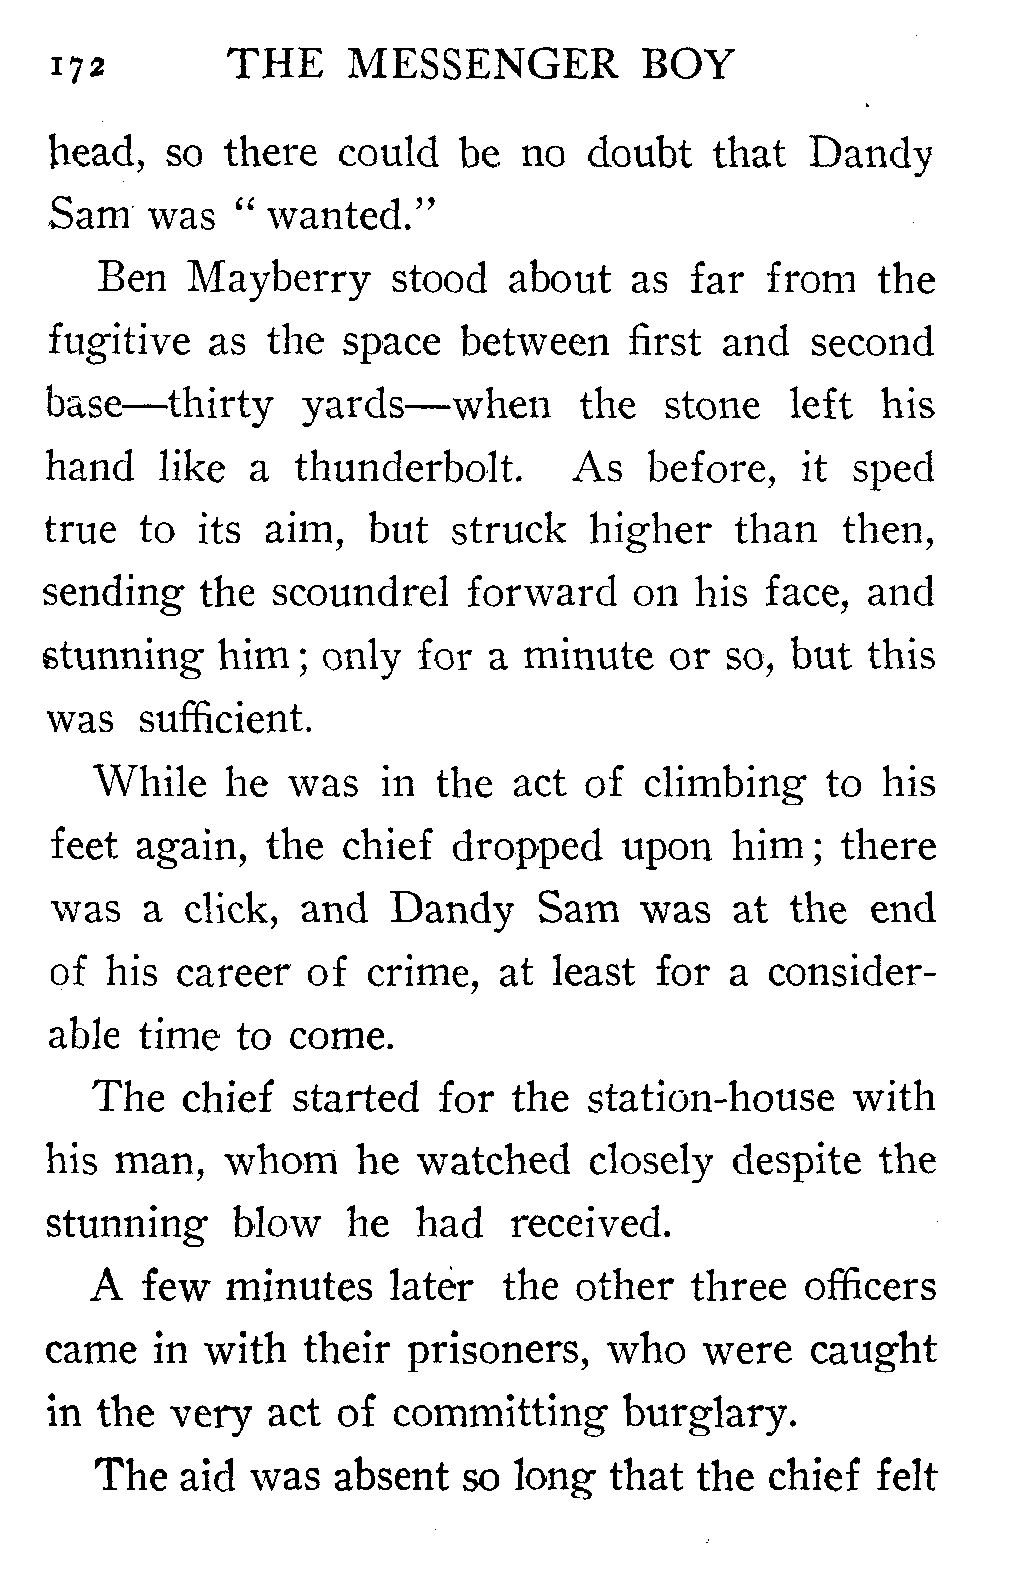 172 THE MESSENGER BOY
head, so there could be no doubt that Dandy
Sam was “ wanted.”
Ben Mayberry stood about as far from the
fugitive as the space between first and second
base—thirty yards—when the stone left his
hand like a thunderbolt. As before, it sped
true to its aim, but struck higher than then,
sending the scoundrel forward on his face, and
stunning him ; only for a minute or so, but this
was sufficient.
While he was in the act of climbing to his
feet again, the chief dropped upon him ; there
was a click, and Dandy Sam was at the end
of his career of crime, at least for a consider-
able time to come.
The chief started for the station-house with
his man, whom he watched closely despite the
stunning blow he had received.
A few minutes later the other three officers
came in with their prisoners, who were caught
in the very act of committing burglary.
The aid was absent so long that the chief felt